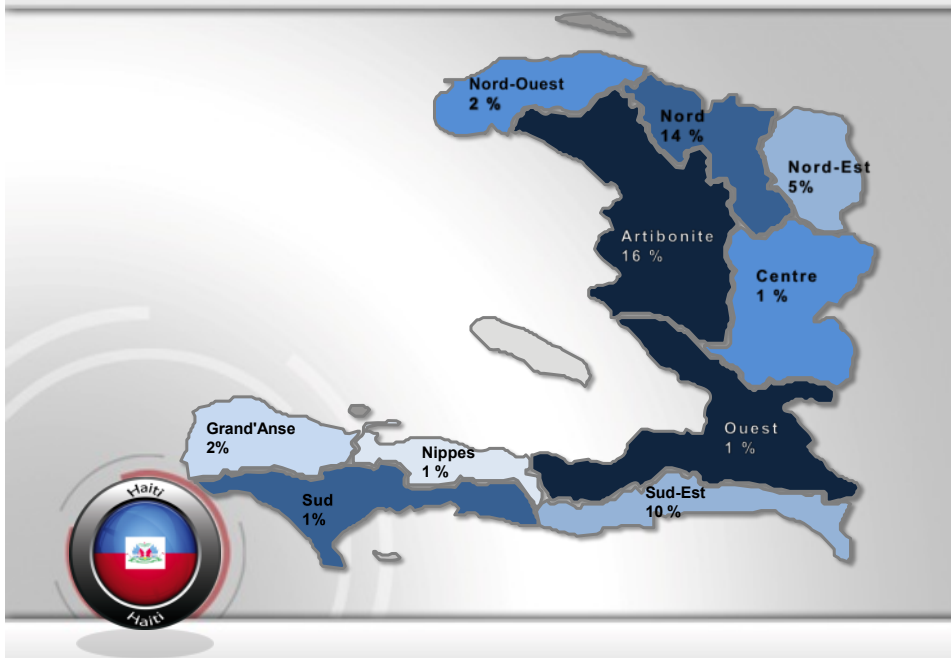 Nord-Ouest
2 %
Nord
14 %
Nord-Est
5%
Artibonite
16 %
Centre
1 %
Grand'Anse
2%
Nippes
1 %
Ouest
1 %
Sud
1%
Sud-Est
10 %
Haiti
Haiti